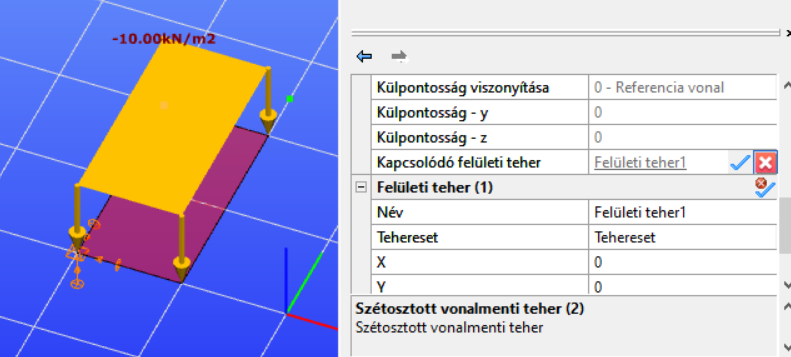 -10.00kN/m2
Külpontosság viszonyítása 0 - Referencia vonal
Külpontosság - y 0
Külpontosság - z 0
Kapcsolódó felületi teher Felületi teher1
Felületi teher (1)
Név Felületi teher1
Tehereset Tehereset
X 0
Y 0
Szétosztott vonalmenti teher (2)
Szétosztott vonalmenti teher